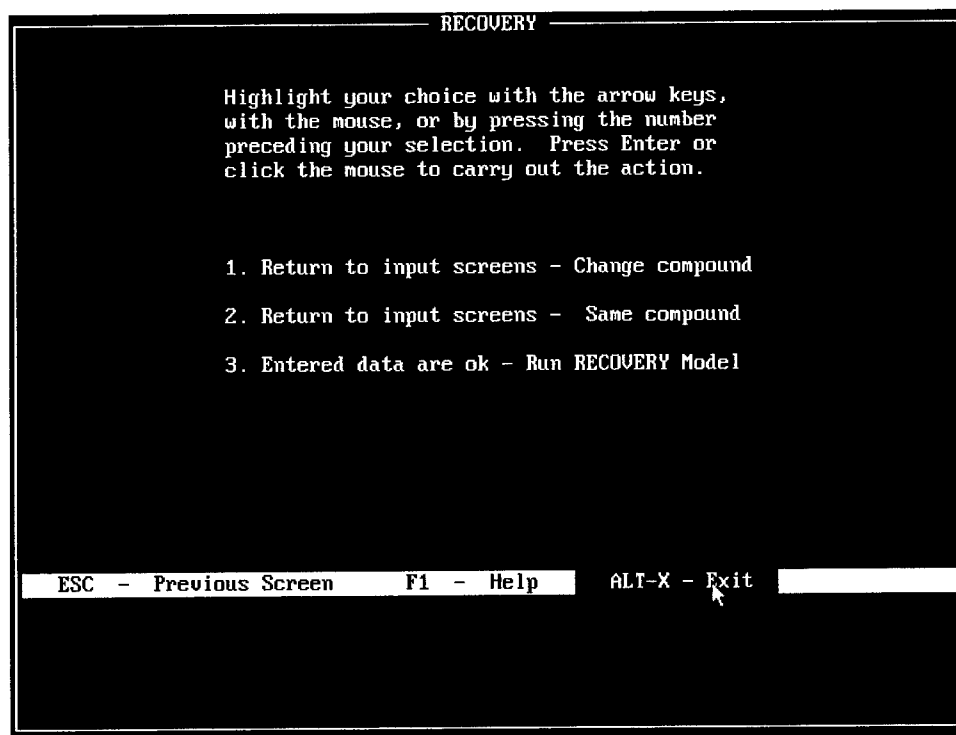 RECOVERY
Highlight your choice with the arrow keys,
with the mouse, or by pressing the number
preceding your selection.  Press Enter or
click the mouse to carry out the action.
1. Return to input screens - Change compound
2. Return to input screens -  Same compound
3. Entered data are ok - Run RECOVERY Model
ESC  -  Previous Screen      F1  -  Help      ALT-X - Exit